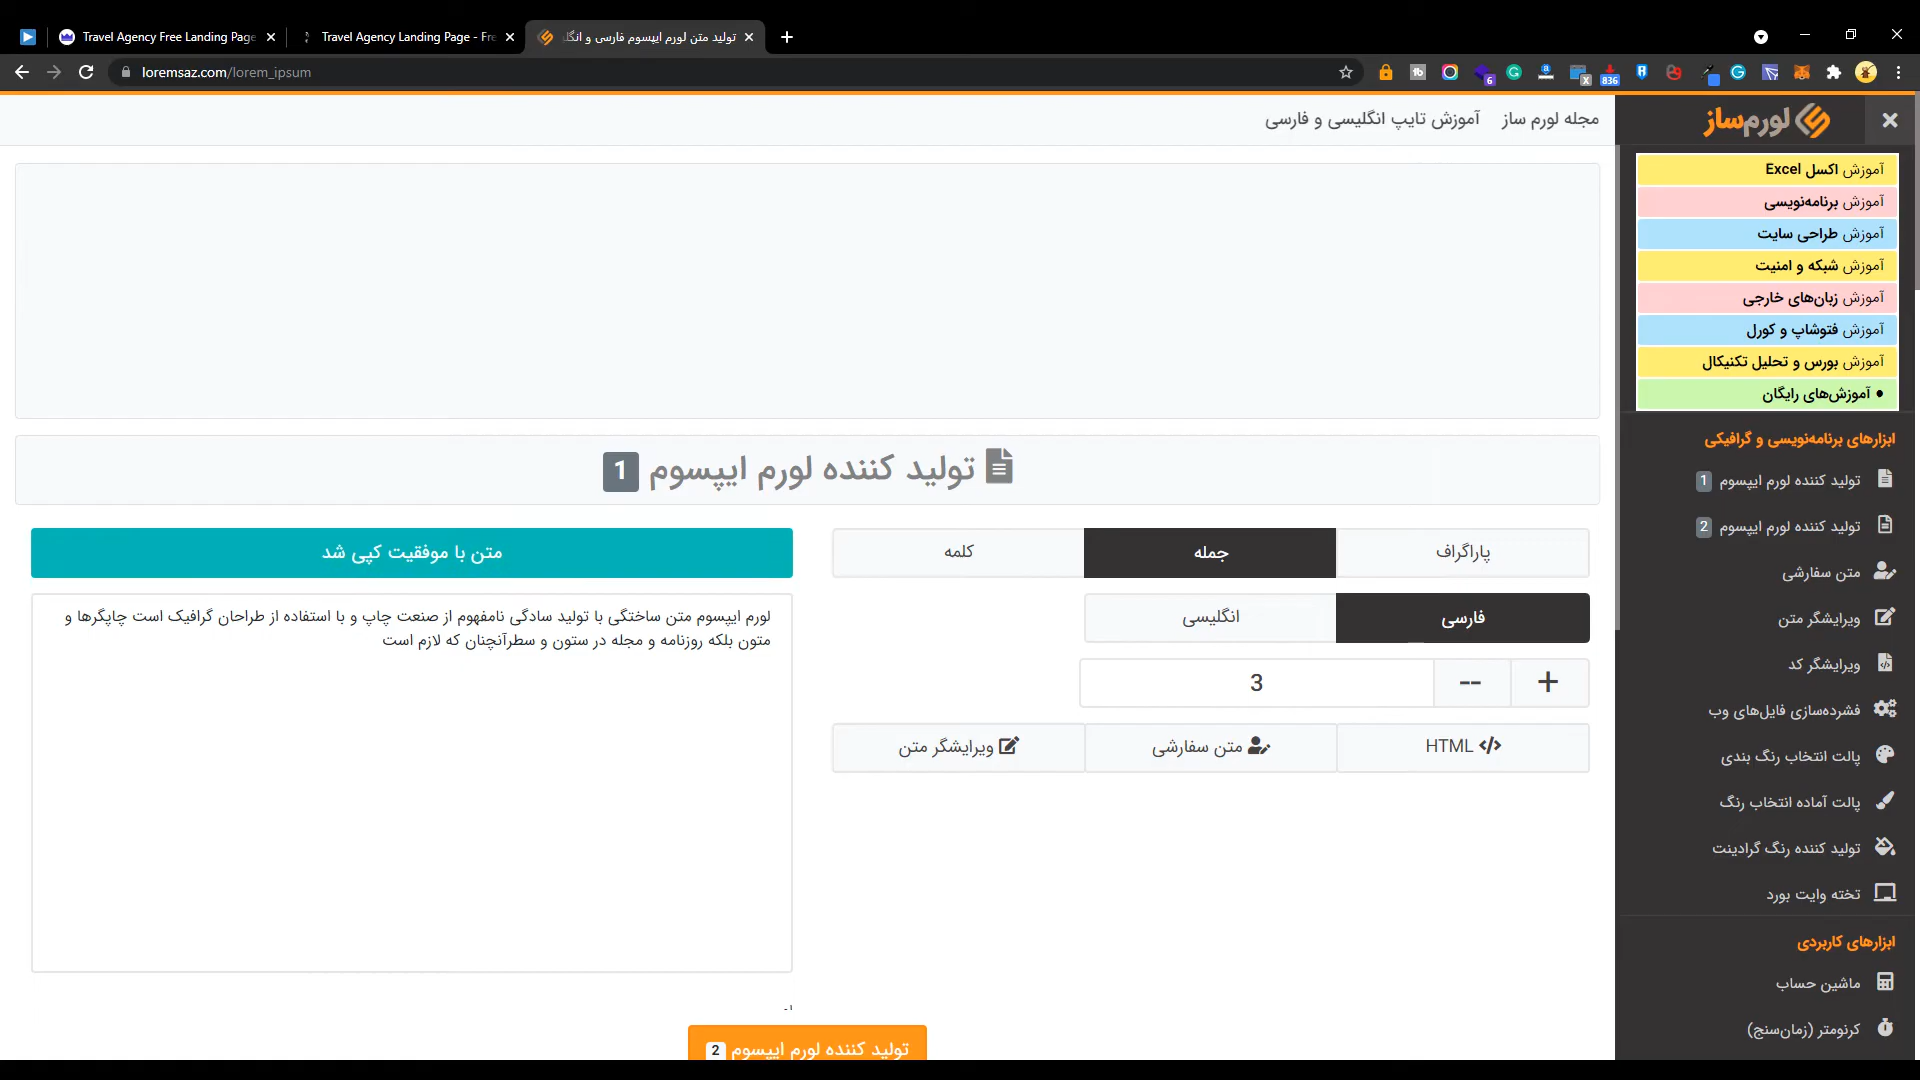 Travel Agency Free Landing Page
Travel Agency Landing Page - Fre
تولید متن لورم ایپسوم فارسی و انگل
loremsaz.com/lorem_ipsum
6
X
836
مجله لورم ساز
آموزش تایپ انگلیسی و فارسی
لورم‌ساز
آموزش اکسل Excel
آموزش برنامه‌نویسی
آموزش طراحی سایت
آموزش شبکه و امنیت
آموزش زبان‌های خارجی
آموزش فتوشاپ و کورل
آموزش بورس و تحلیل تکنیکال
• آموزش‌های رایگان
ابزارهای برنامه‌نویسی و گرافیکی
تولید کننده لورم ایپسوم 1
تولید کننده لورم ایپسوم 2
متن سفارشی
ویرایشگر متن
ویرایشگر کد
فشرده‌سازی فایل‌های وب
پالت انتخاب رنگ بندی
پالت آماده انتخاب رنگ
تولید کننده رنگ گرادینت
تخته وایت بورد
ابزارهای کاربردی
ماشین حساب
کرنومتر (زمان‌سنج)
تولید کننده لورم ایپسوم 1
پاراگراف
جمله
کلمه
فارسی
انگلیسی
+
--
3
HTML
متن سفارشی
ویرایشگر متن
متن با موفقیت کپی شد
لورم ایپسوم متن ساختگی با تولید سادگی نامفهوم از صنعت چاپ و با استفاده از طراحان گرافیک است چاپگرها و
متون بلکه روزنامه و مجله در ستون و سطرآنچنان که لازم است
تولید کننده لورم ایپسوم 2